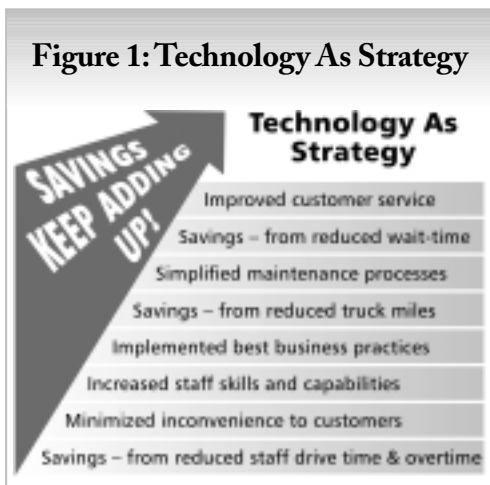 Figure 1: Technology As Strategy
SAVINGS
KEEP ADDING
UP!
Technology As
Strategy
Improved customer service
Savings – from reduced wait-time
Simplified maintenance processes
Savings – from reduced truck miles
Implemented best business practices
Increased staff skills and capabilities
Minimized inconvenience to customers
Savings – from reduced staff drive time & overtime